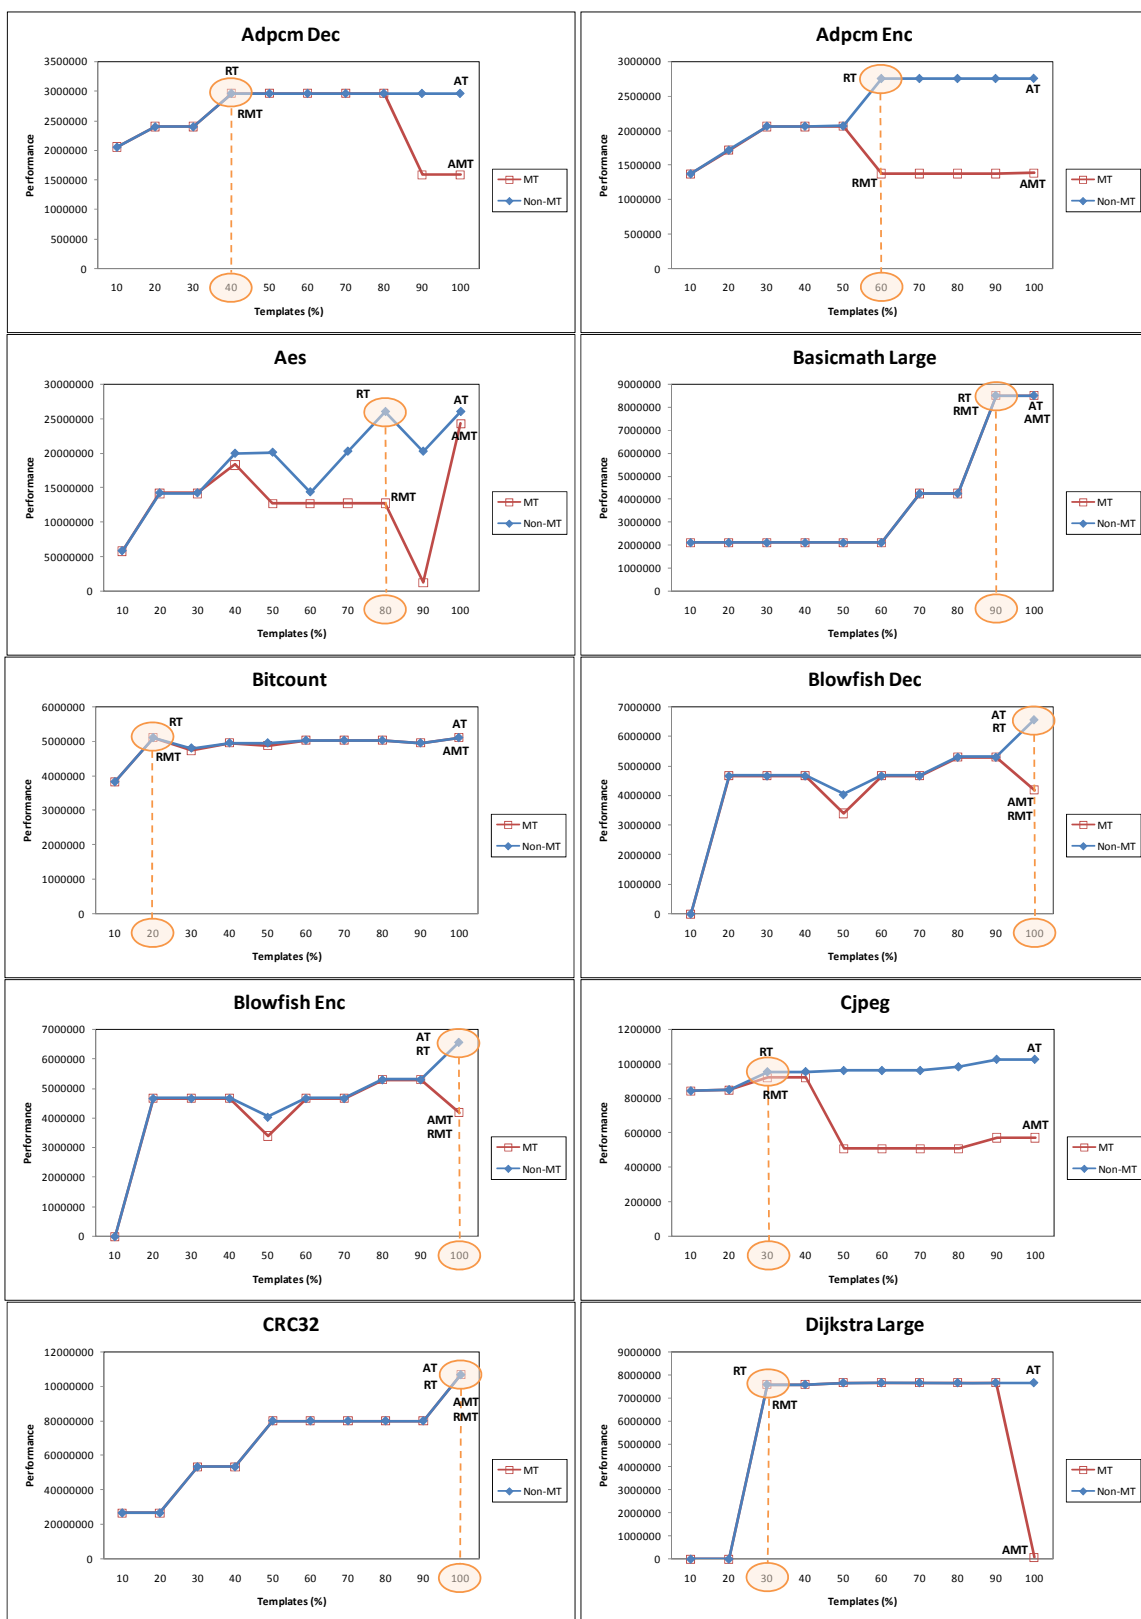 Adpcm Dec
3500000
3000000
2500000
2000000
1500000
1000000
500000
0
Performance
RT
RMT
AT
AMT
MT
Non-MT
10 20 30 40 50 60 70 80 90 100
Templates (%)
Adpcm Enc
3000000
2500000
2000000
1500000
1000000
500000
0
Performance
RT
RMT
AT
AMT
MT
Non-MT
10 20 30 40 50 60 70 80 90 100
Templates (%)
Aes
30000000
25000000
20000000
15000000
10000000
5000000
0
Performance
RT
RMT
AT
AMT
MT
Non-MT
10 20 30 40 50 60 70 80 90 100
Templates (%)
Basicmath Large
9000000
8000000
7000000
6000000
5000000
4000000
3000000
2000000
1000000
0
Performance
RT
RMT
AT
AMT
MT
Non-MT
10 20 30 40 50 60 70 80 90 100
Templates (%)
Bitcount
6000000
5000000
4000000
3000000
2000000
1000000
0
Performance
RT
RMT
AT
AMT
MT
Non-MT
10 20 30 40 50 60 70 80 90 100
Templates (%)
Blowfish Dec
7000000
6000000
5000000
4000000
3000000
2000000
1000000
0
Performance
AT
RT
AMT
RMT
MT
Non-MT
10 20 30 40 50 60 70 80 90 100
Templates (%)
Blowfish Enc
7000000
6000000
5000000
4000000
3000000
2000000
1000000
0
Performance
AT
RT
AMT
RMT
MT
Non-MT
10 20 30 40 50 60 70 80 90 100
Templates (%)
Cjpeg
1200000
1000000
800000
600000
400000
200000
0
Performance
RT
RMT
AT
AMT
MT
Non-MT
10 20 30 40 50 60 70 80 90 100
Templates (%)
CRC32
12000000
10000000
80000000
60000000
40000000
20000000
0
Performance
AT
RT
AMT
RMT
MT
Non-MT
10 20 30 40 50 60 70 80 90 100
Templates (%)
Dijkstra Large
9000000
8000000
7000000
6000000
5000000
4000000
3000000
2000000
1000000
0
Performance
RT
RMT
AT
AMT
MT
Non-MT
10 20 30 40 50 60 70 80 90 100
Templates (%)